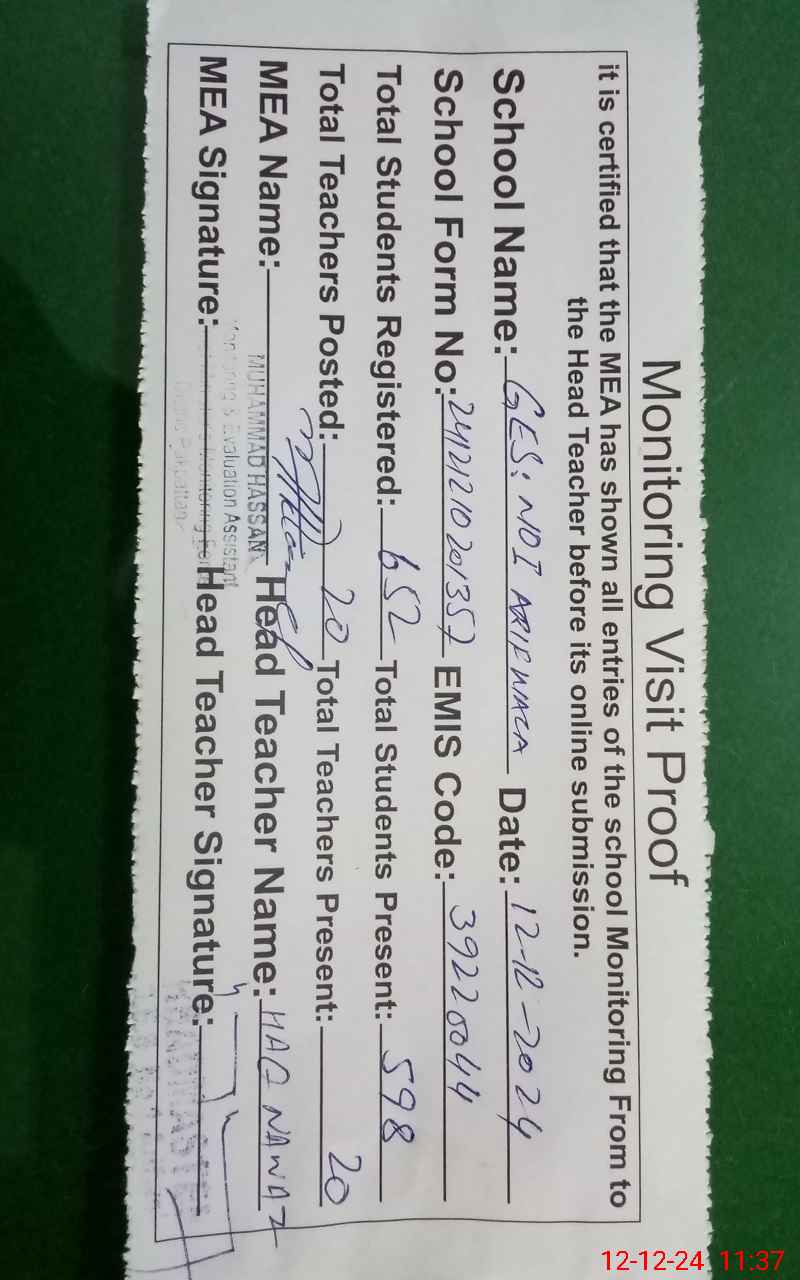 Monitoring Visit Proof
it is certified that the MEA has shown all entries of the school Monitoring From to
the Head Teacher before its online submission.
School Name: GES: NOI ARIFWALA Date: 12-12-2024
School Form No: 24121210201357 EMIS Code: 39220044
Total Students Registered: 652 Total Students Present: 598
Total Teachers Posted: 20 Total Teachers Present: 20
MEA Name: MUHAMMAD HASSAN Head Teacher Name: HAQ NAWAZ
Monitoring & Evaluation Assistant
MEA Signature: Head Teacher Signature:
District Pakpattan
12-12-24 11:37